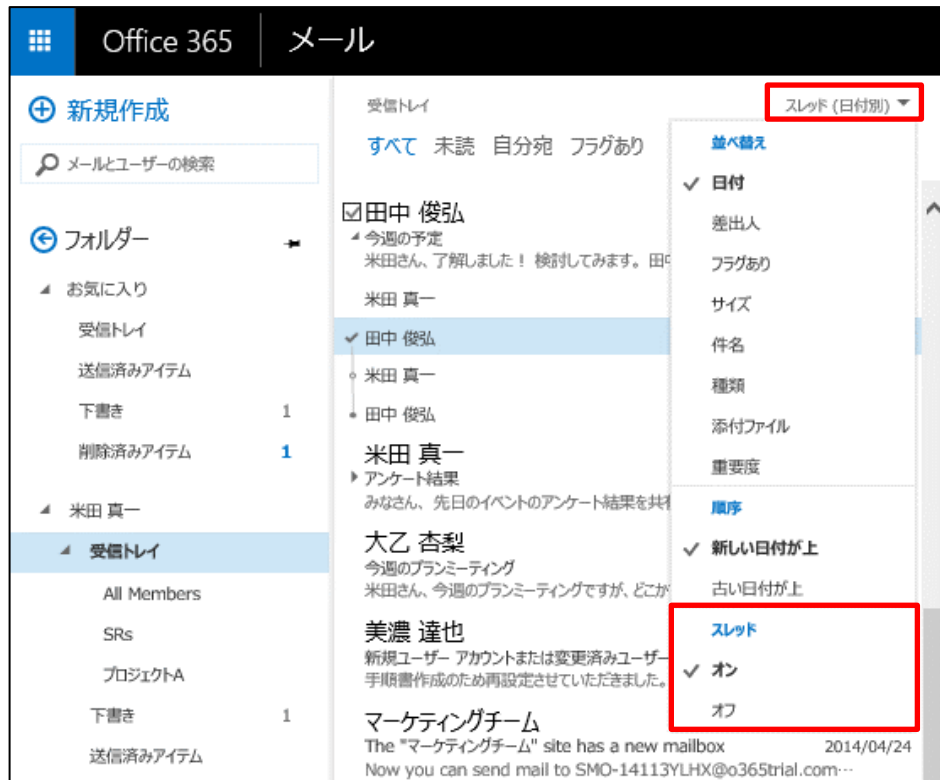 Office 365 メール
新規作成
メールとユーザーの検索
フォルダー
お気に入り
受信トレイ
送信済みアイテム
下書き 1
削除済みアイテム 1
米田 真一
受信トレイ
All Members
SRs
プロジェクトA
下書き 1
送信済みアイテム
受信トレイ スレッド (日付別)
すべて 未読 自分宛 フラグあり
田中 俊弘
今週の予定
米田さん、了解しました！ 検討してみます。田中
米田 真一
田中 俊弘
米田 真一
田中 俊弘
米田 真一
アンケート結果
みなさん、先日のイベントのアンケート結果を共有
大乙 杏梨
今週のプランミーティング
米田さん、今週のプランミーティングですが、どこか
美濃 達也
新規ユーザー アカウントまたは変更済みユーザー
手順書作成のため再設定させていただきました。
マーケティングチーム
The "マーケティングチーム" site has a new mailbox 2014/04/24
Now you can send mail to SMO-14113YLHX@o365trial.com…
並べ替え
日付
差出人
フラグあり
サイズ
件名
種類
添付ファイル
重要度
順序
新しい日付が上
古い日付が上
スレッド
オン
オフ